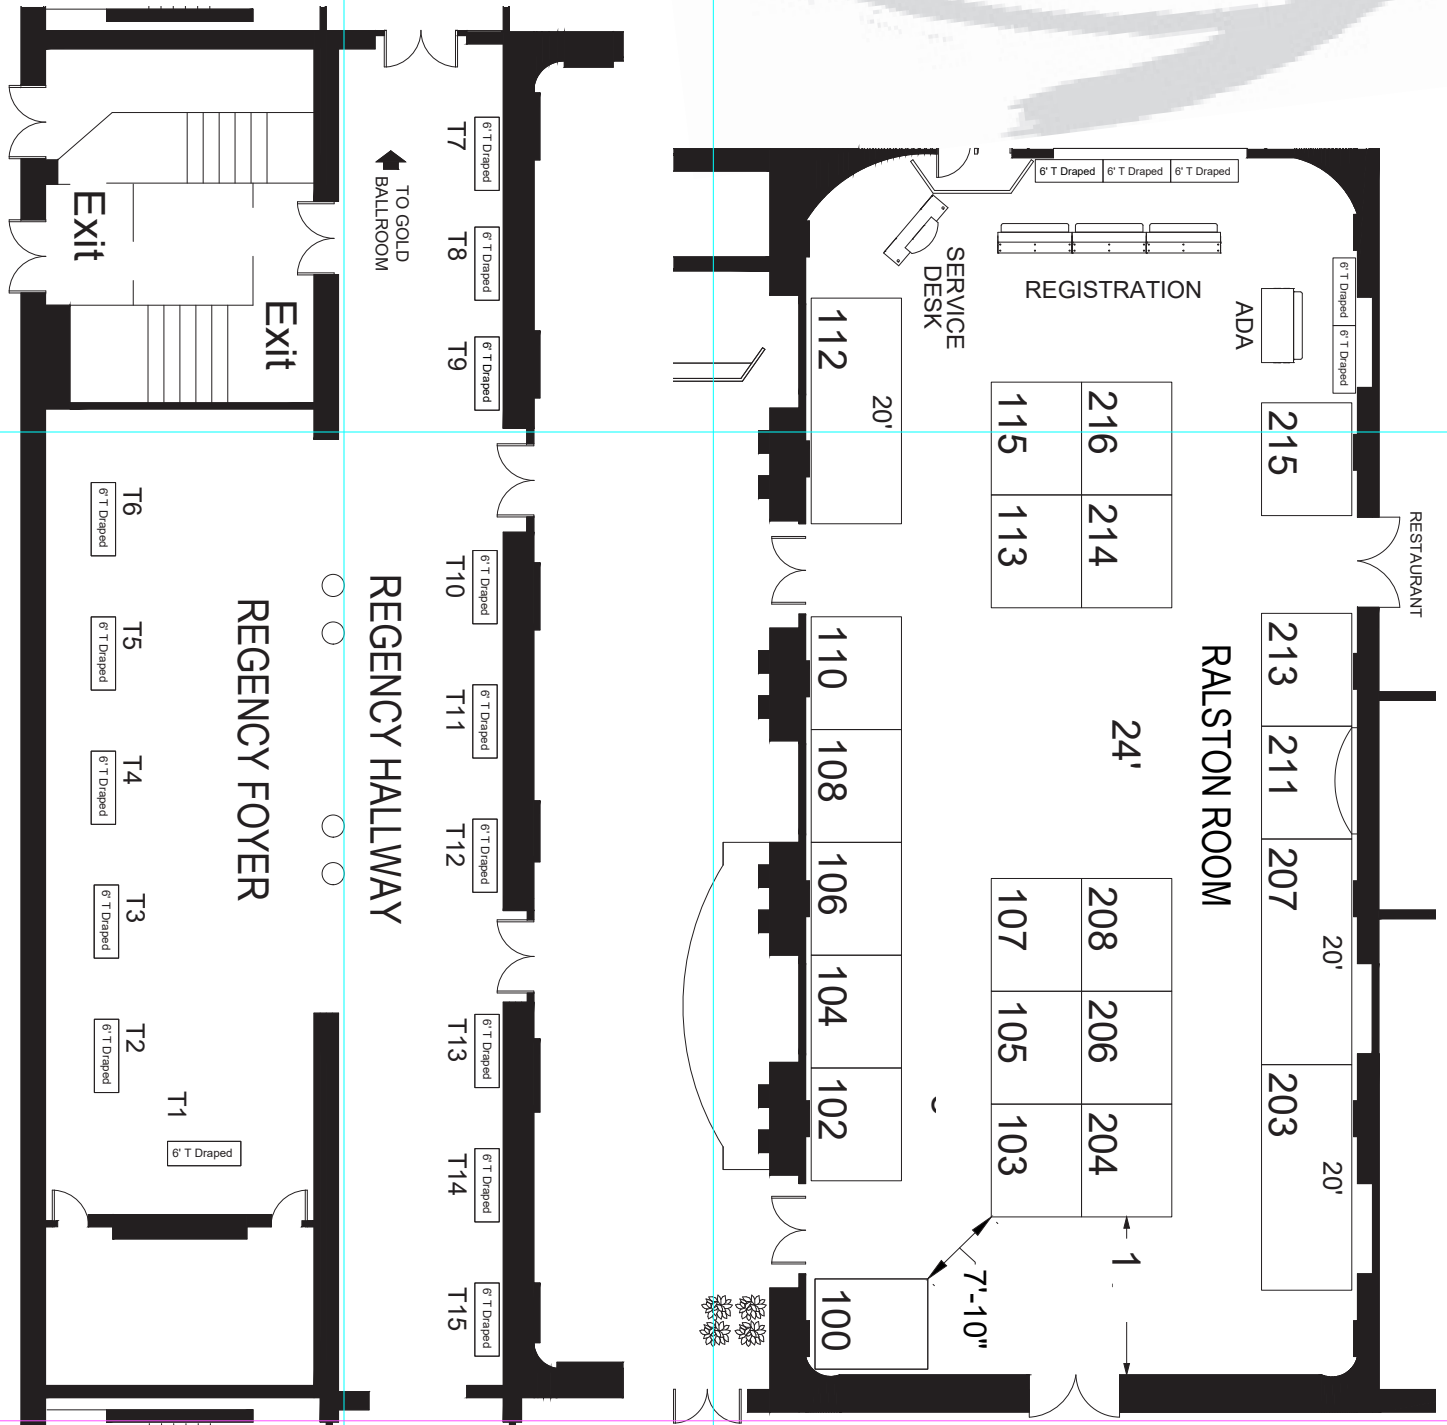 T7
6' T Draped
T8
6' T Draped
T9
6' T Draped
TO GOLD
BALLROOM
Exit
Exit
T6
6' T Draped
T5
6' T Draped
T4
6' T Draped
T3
6' T Draped
T2
6' T Draped
T1
6' T Draped
REGENCY FOYER
REGENCY HALLWAY
T10
6' T Draped
T11
6' T Draped
T12
6' T Draped
T13
6' T Draped
T14
6' T Draped
T15
6' T Draped
6' T Draped
6' T Draped
6' T Draped
SERVICE
DESK
REGISTRATION
ADA
6' T Draped
6' T Draped
112
20'
115
216
113
214
215
RESTAURANT
110
108
106
104
102
100
RALSTON ROOM
24'
213
211
207
20'
203
20'
107
208
105
206
103
204
7'-10"
1